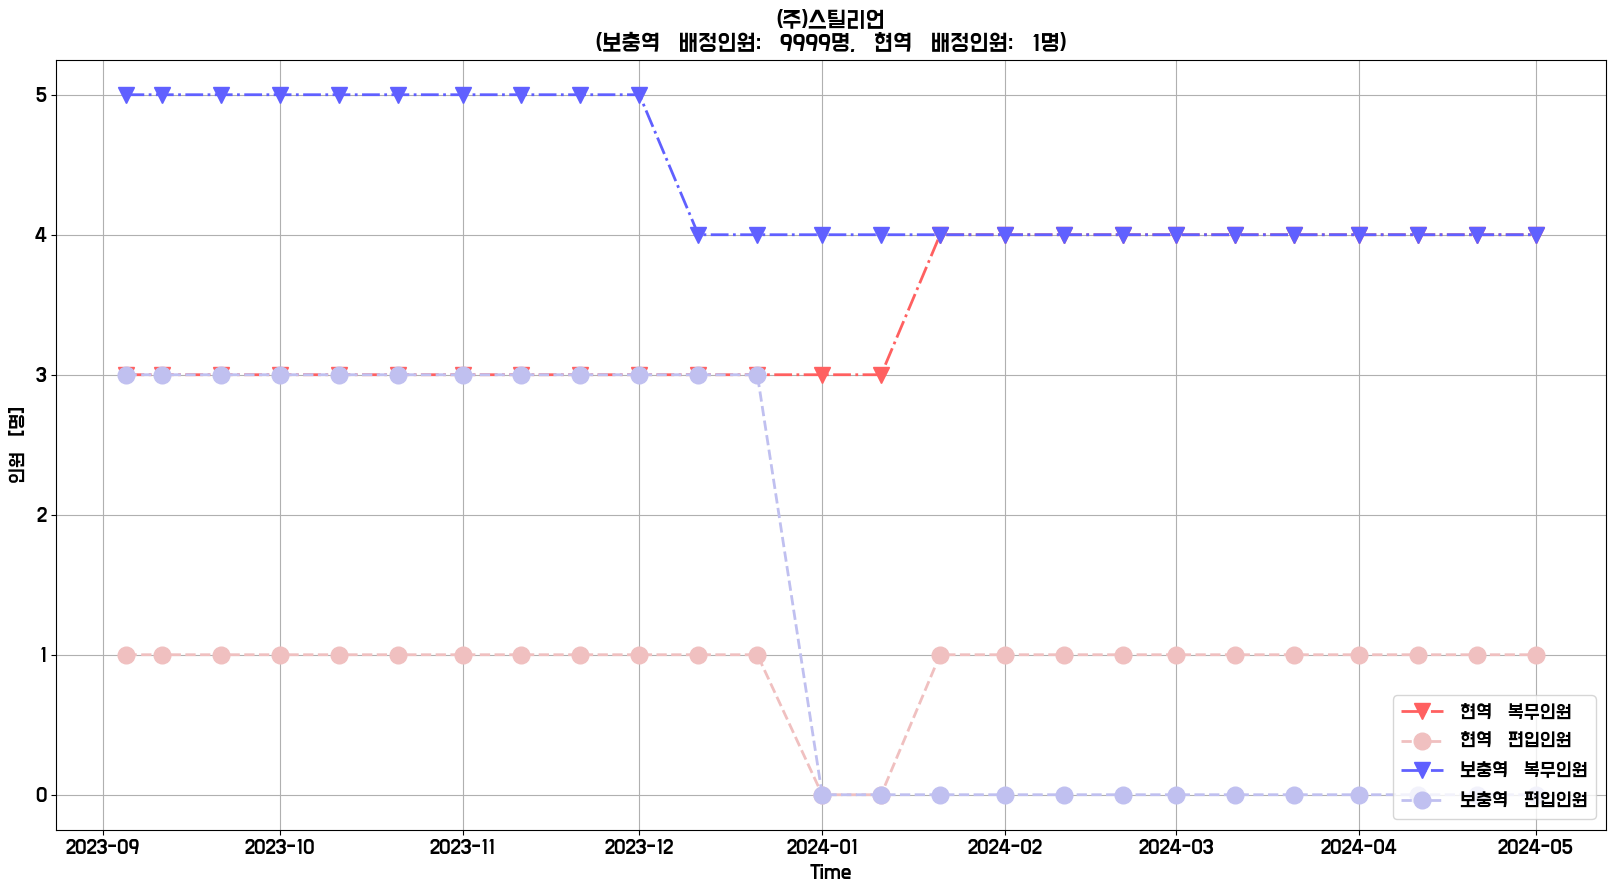 (주)스틸리언
(보충역 배정인원: 9999명, 현역 배정인원: 1명)
5
4
3
2
1
0
인원 [명]
2023-09 2023-10 2023-11 2023-12 2024-01 2024-02 2024-03 2024-04 2024-05
Time
현역 복무인원
현역 편입인원
보충역 복무인원
보충역 편입인원